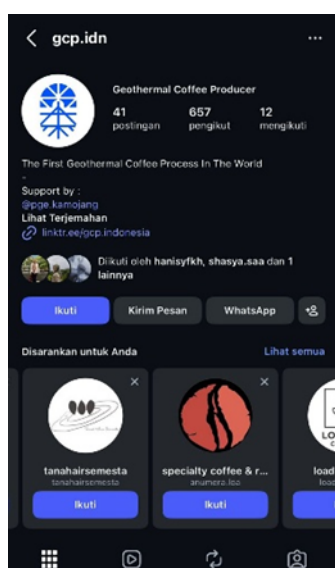 gcp.idn
Geothermal Coffee Producer
41 657 12
postingan pengikut mengikuti
The First Geothermal Coffee Process In The World
-
Support by :
@pge.kamojang
Lihat Terjemahan
linktr.ee/gcp.indonesia
Diikuti oleh hanisyfkh, shasya.saa dan 1
lainnya
Ikuti Kirim Pesan WhatsApp
Disarankan untuk Anda Lihat semua
tanahairsemesta specialty coffee & r... load
tanahairsemesta anumera.loa load
Ikuti Ikuti